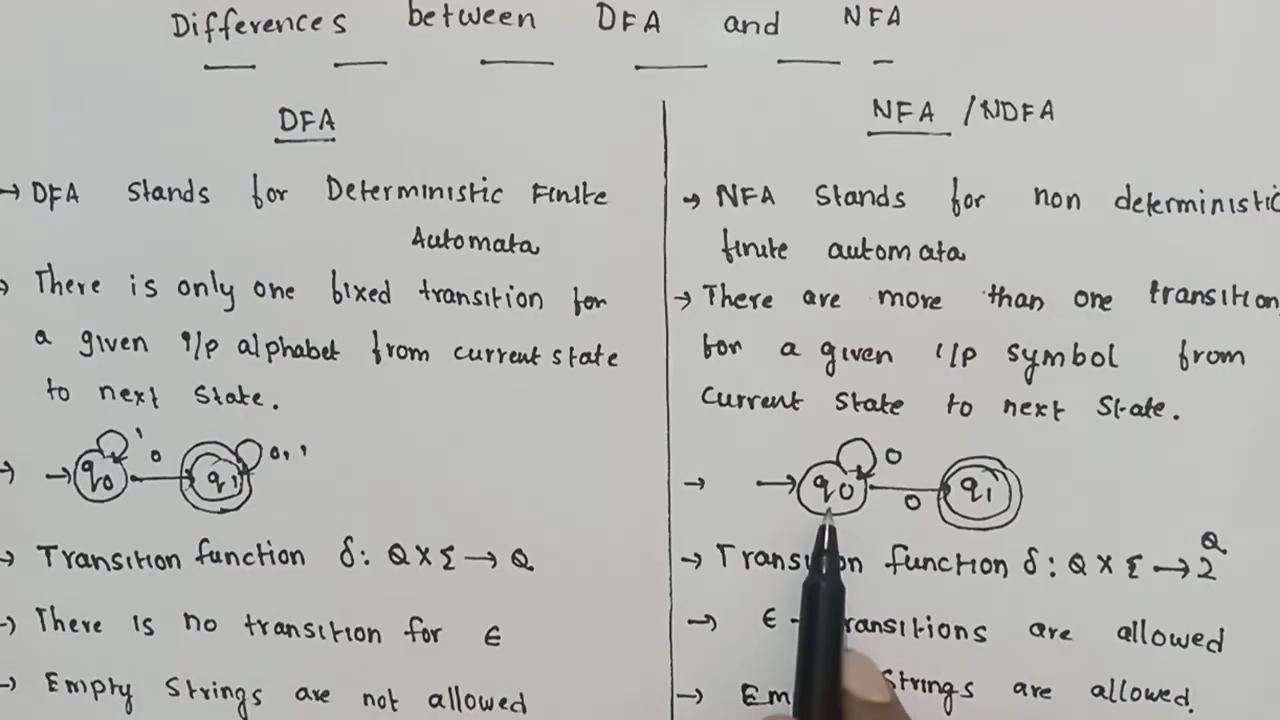 Differences between DFA and NFA
DFA
→ DFA stands for Deterministic Finite
Automata
→ There is only one fixed transition for
a given i/p alphabet from current state
to next state.
→ → q0 1 0 q1 0,1
→ Transition function δ: Q X Σ → Q
→ There is no transition for ε
→ Empty strings are not allowed
NFA / NDFA
→ NFA stands for non deterministic
finite automata
→ There are more than one transition
for a given i/p symbol from
current state to next state.
→ → q0 0 0 q1
→ function δ: Q X Σ → 2^Q
→ ε - transitions are allowed
→ strings are allowed.